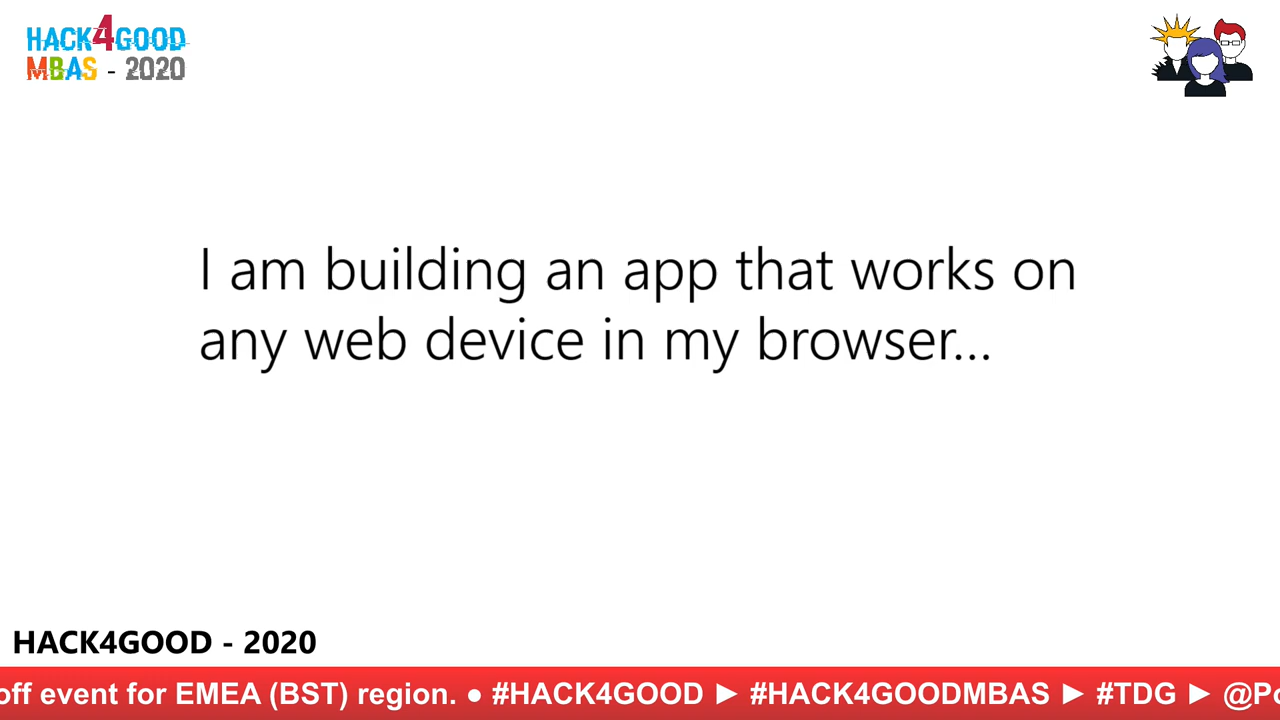 HACK4GOOD
MBAS - 2020
I am building an app that works on
any web device in my browser...
HACK4GOOD - 2020
off event for EMEA (BST) region. ● #HACK4GOOD ► #HACK4GOODMBAS ► #TDG ► @Po